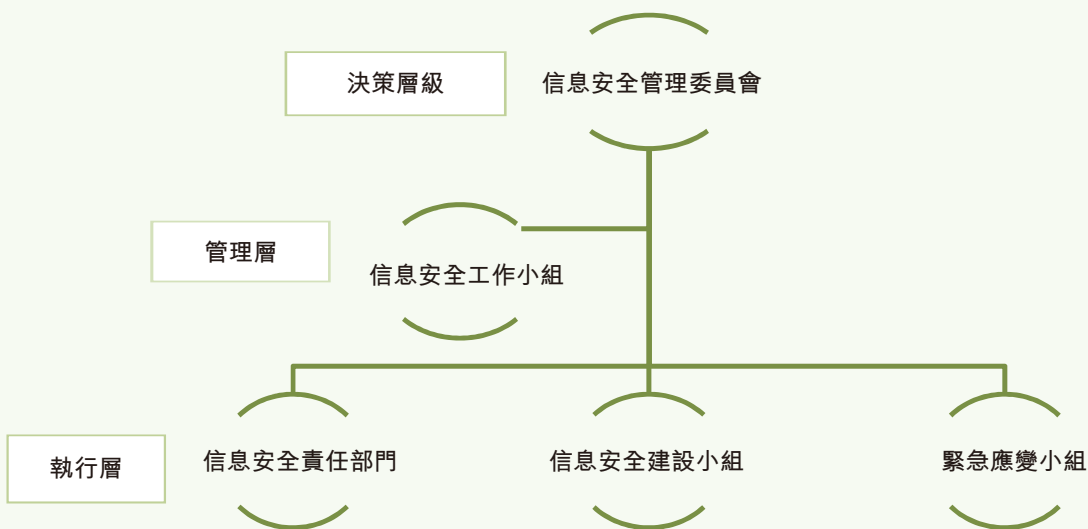 決策層級
信息安全管理委員會
管理層
信息安全工作小組
執行層
信息安全責任部門
信息安全建設小組
緊急應變小組